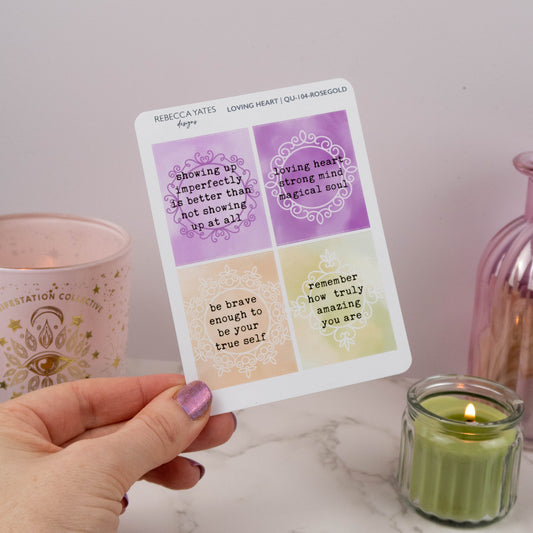 REBECCA YATES
designs
LOVING HEART | QU-104-ROSEGOLD
showing up
imperfectly
is better than
not showing
up at all
loving heart
strong mind
magical soul
be brave
enough to
be your
true self
remember
how truly
amazing
you are
IFESTATION COLLECTIVE